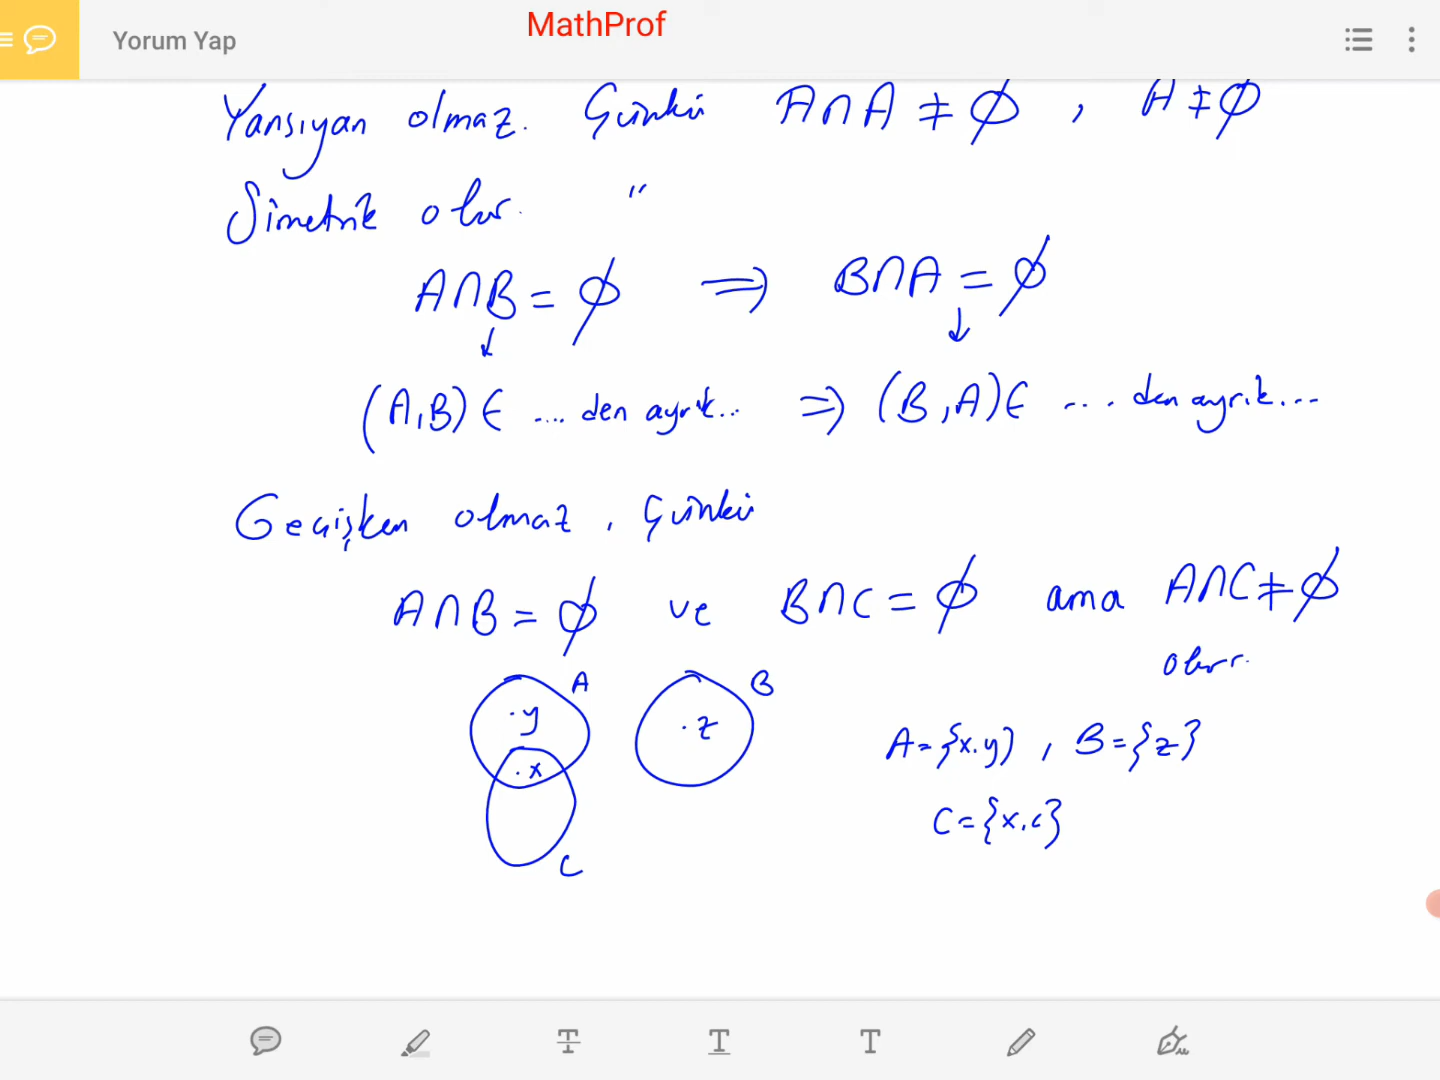 MathProf
Yorum Yap
Yansıyan olmaz. Çünkü A∩A ≠ ∅ , A ≠ ∅
Simetrik olur. "
A∩B = ∅ ⇒ B∩A = ∅
↓ ↓
(A,B) ∈ .... den ayrık... ⇒ (B,A) ∈ .... den ayrık...
Geçişken olmaz, Çünkü
A∩B = ∅ ve B∩C = ∅ ama A∩C ≠ ∅
olur.
A B
.y .z
A={x,y} , B={z}
.x
C={x,c}
C